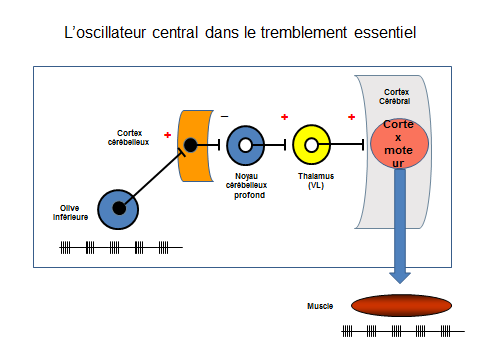 L'oscillateur central dans le tremblement essentiel
Cortex
Cérébral
Corte
x
mote
ur
Cortex
cérébelleux
+
–
+
+
Noyau
cérébelleux
profond
Thalamus
(VL)
Olive
inférieure
Muscle